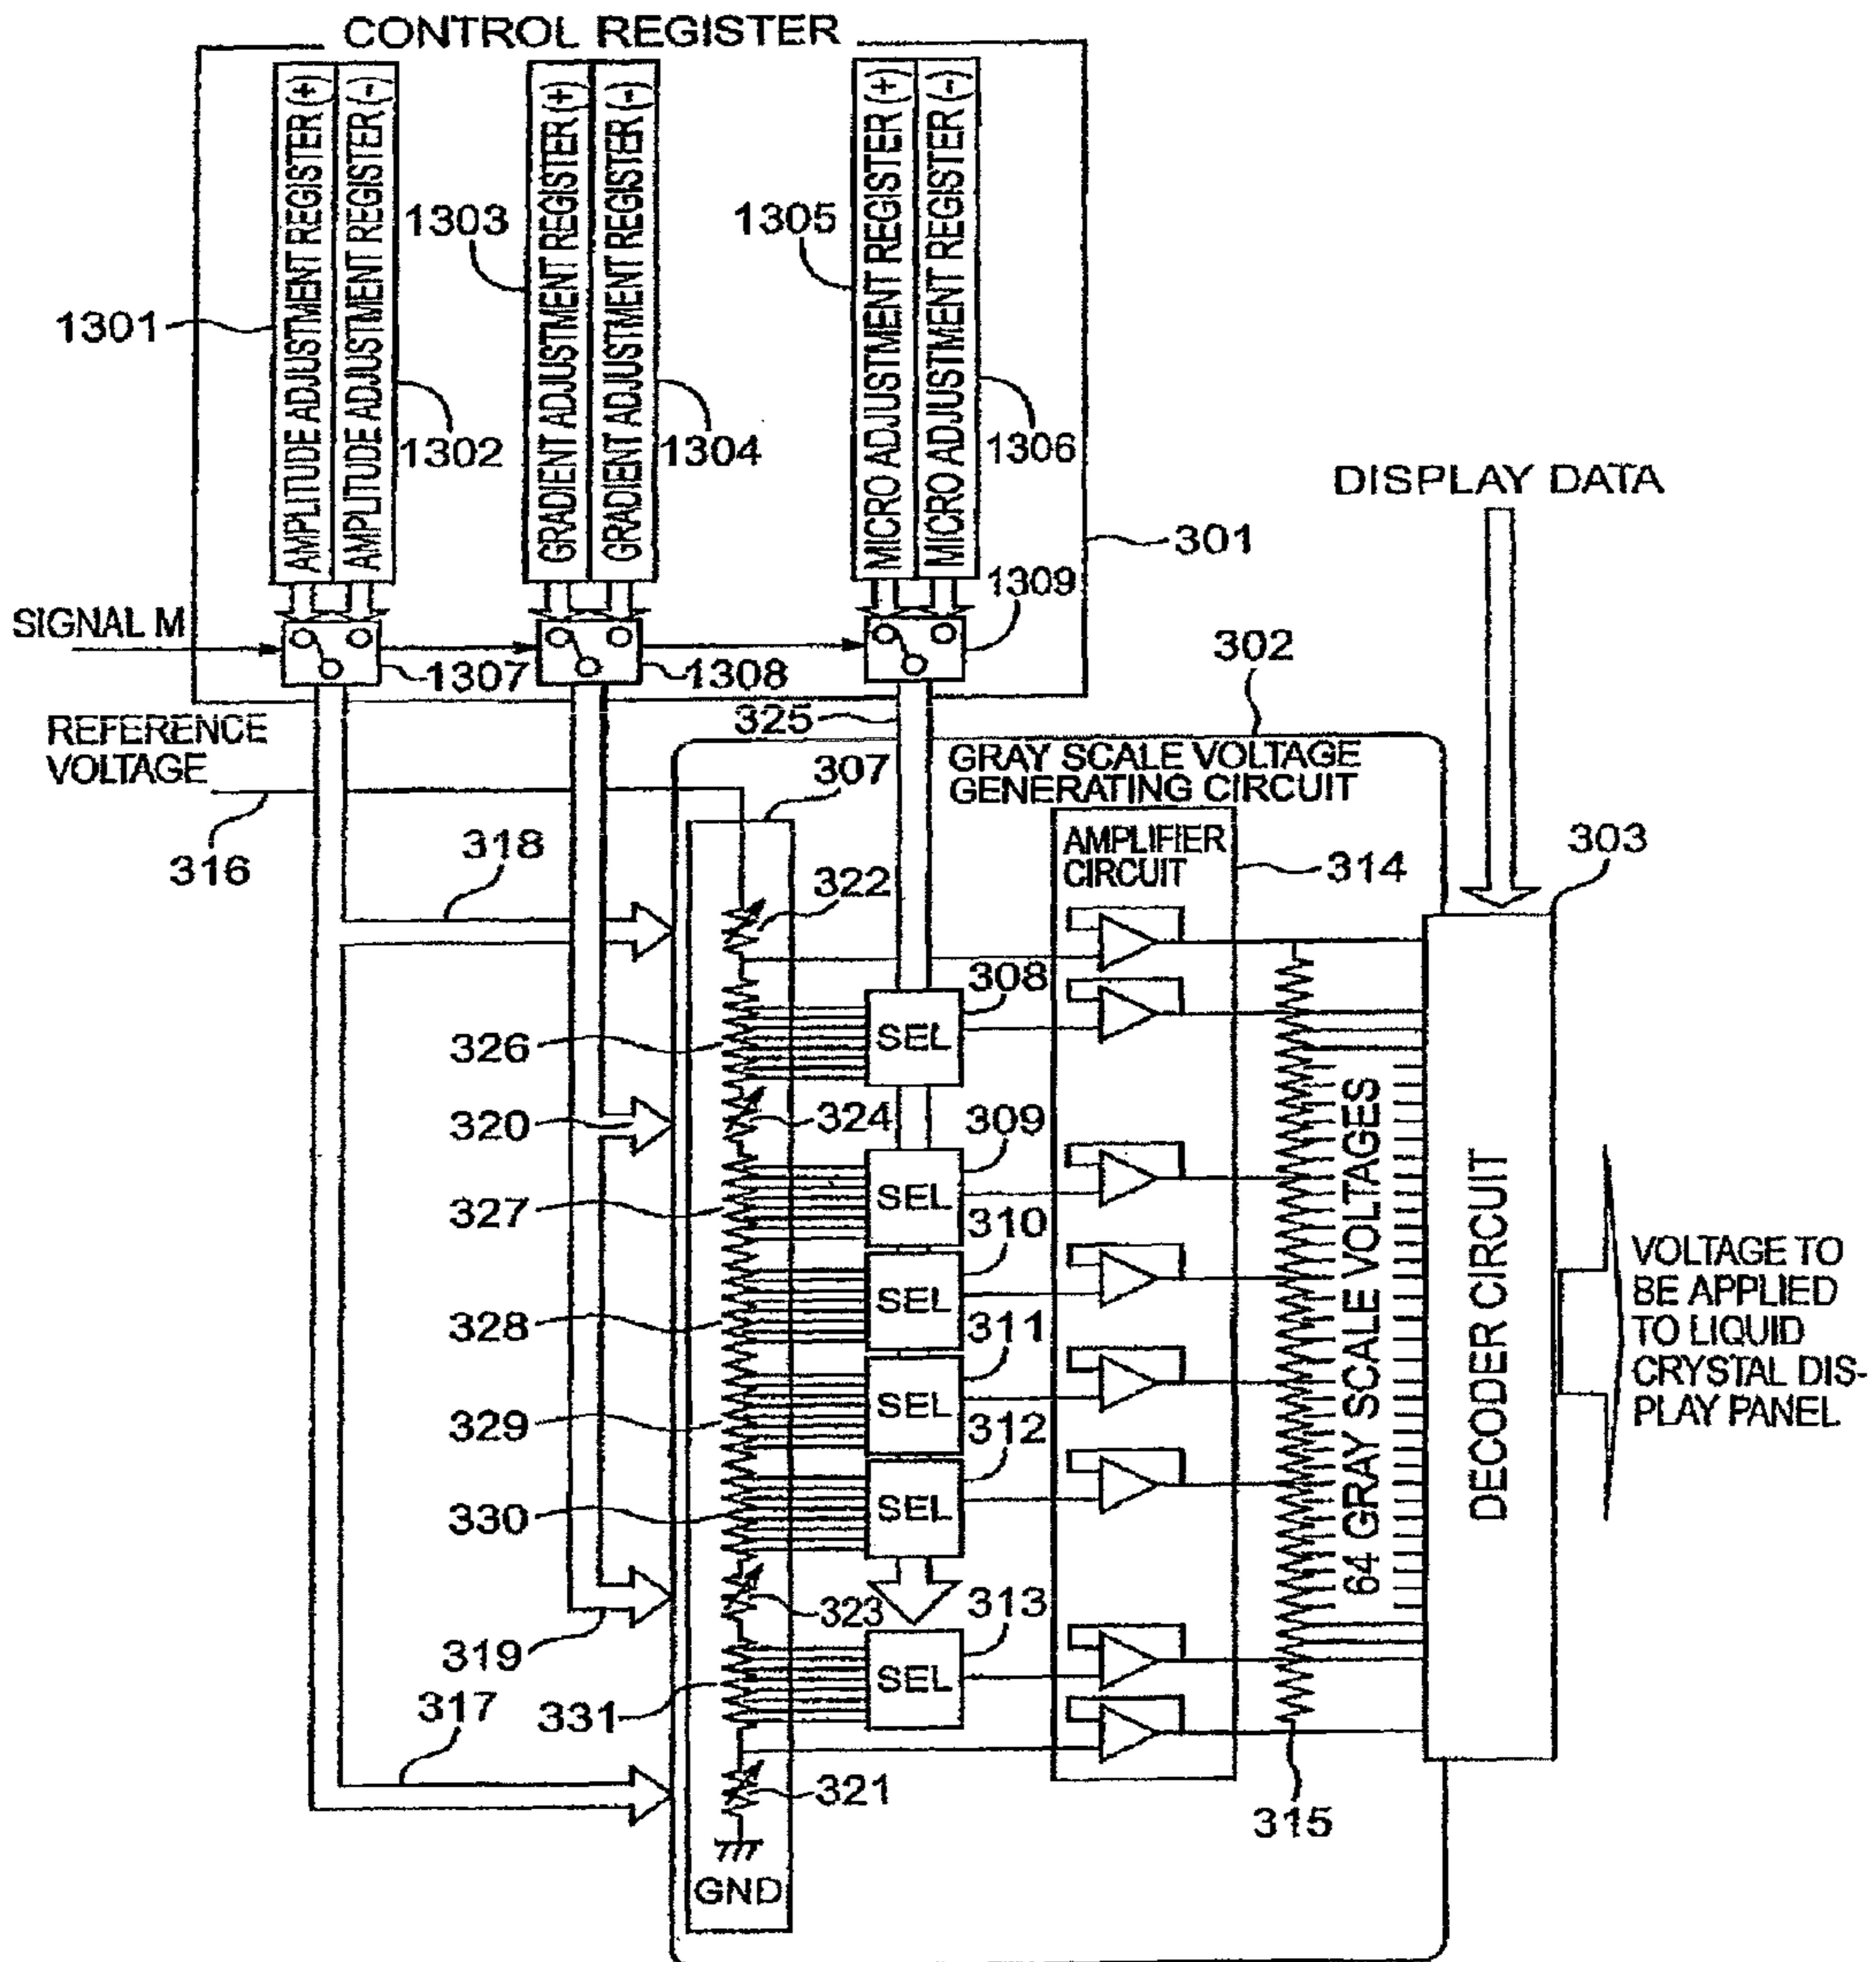 CONTROL REGISTER
AMPLITUDE ADJUSTMENT REGISTER (+)
AMPLITUDE ADJUSTMENT REGISTER (-)
GRADIENT ADJUSTMENT REGISTER (+)
GRADIENT ADJUSTMENT REGISTER (-)
MICRO ADJUSTMENT REGISTER (+)
MICRO ADJUSTMENT REGISTER (-)
1301
1302
1303
1304
1305
1306
DISPLAY DATA
301
1309
SIGNAL M
1307
1308
302
325
REFERENCE
VOLTAGE
307
GRAY SCALE VOLTAGE
GENERATING CIRCUIT
316
318
322
AMPLIFIER
CIRCUIT
314
303
308
SEL
326
320
324
309
SEL
327
310
SEL
328
311
SEL
329
312
SEL
330
323
313
SEL
319
331
317
321
315
GND
64 GRAY SCALE VOLTAGES
DECODER CIRCUIT
VOLTAGE TO
BE APPLIED
TO LIQUID
CRYSTAL DIS-
PLAY PANEL